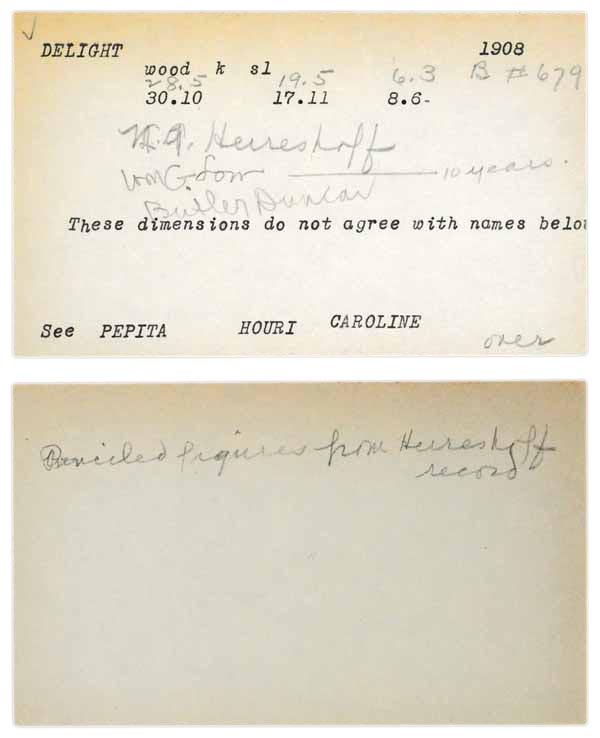 DELIGHT 1908
wood k sl
28.5 19.5 6.3 B #679
30.10 17.11 8.6-
Herreshoff
Wm G. Low 10 years.
Butler Duncan
These dimensions do not agree with names belo
See PEPITA HOURI CAROLINE
over
Penciled figures from Herreshoff
record